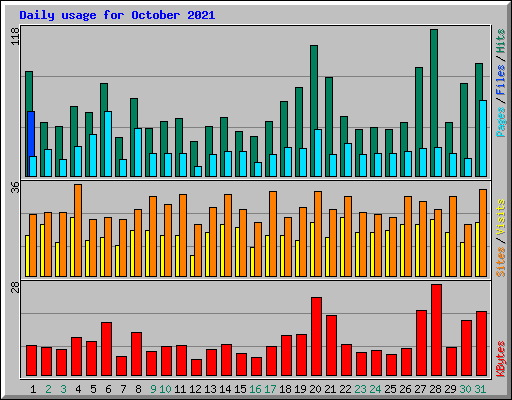 Daily usage for October 2021
118
Pages / Files / Hits
36
Sites / Visits
28
KBytes
1 2 3 4 5 6 7 8 9 10 11 12 13 14 15 16 17 18 19 20 21 22 23 24 25 26 27 28 29 30 31